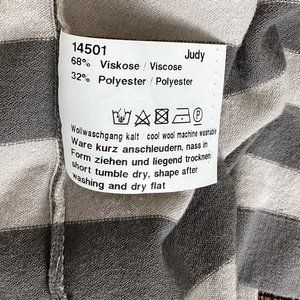 14501 Judy
68% Viskose / Viscose
32% Polyester / Polyester
Wollwaschgang kalt cool wool machine washable
Ware kurz anschleudern, nass in
Form ziehen und liegend trocknen
short tumble dry, shape after
washing and dry flat